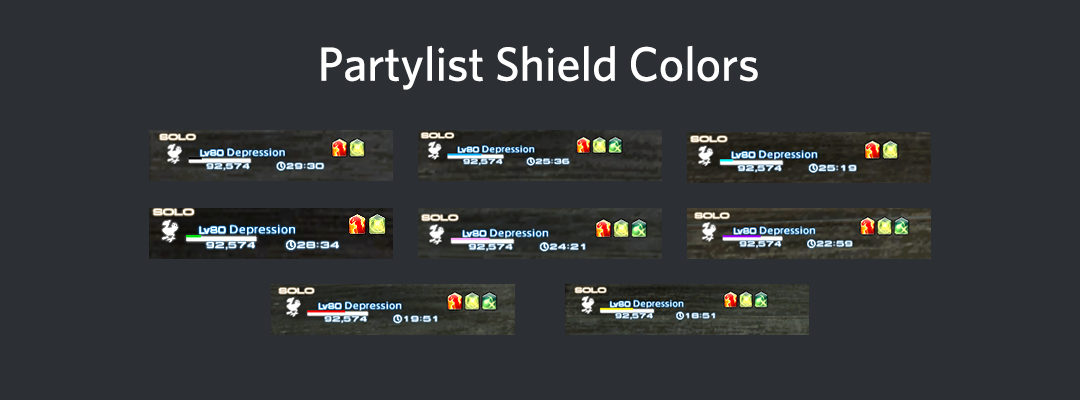 Partylist Shield Colors
SOLO
Lv80 Depression
92,574 29:30
SOLO
Lv80 Depression
92,574 25:36
SOLO
Lv80 Depression
92,574 25:19
SOLO
Lv80 Depression
92,574 28:34
SOLO
Lv80 Depression
92,574 24:21
SOLO
Lv80 Depression
92,574 22:59
SOLO
Lv80 Depression
92,574 19:51
SOLO
Lv80 Depression
92,574 18:51